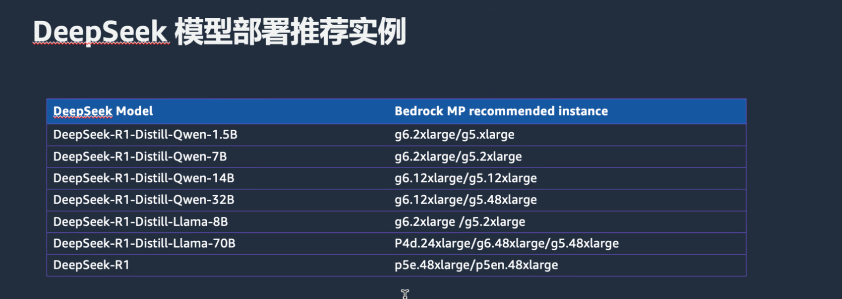 DeepSeek 模型部署推荐实例
DeepSeek Model Bedrock MP recommended instance
DeepSeek-R1-Distill-Qwen-1.5B g6.2xlarge/g5.xlarge
DeepSeek-R1-Distill-Qwen-7B g6.2xlarge/g5.2xlarge
DeepSeek-R1-Distill-Qwen-14B g6.12xlarge/g5.12xlarge
DeepSeek-R1-Distill-Qwen-32B g6.12xlarge/g5.48xlarge
DeepSeek-R1-Distill-Llama-8B g6.2xlarge /g5.2xlarge
DeepSeek-R1-Distill-Llama-70B P4d.24xlarge/g6.48xlarge/g5.48xlarge
DeepSeek-R1 p5e.48xlarge/p5en.48xlarge